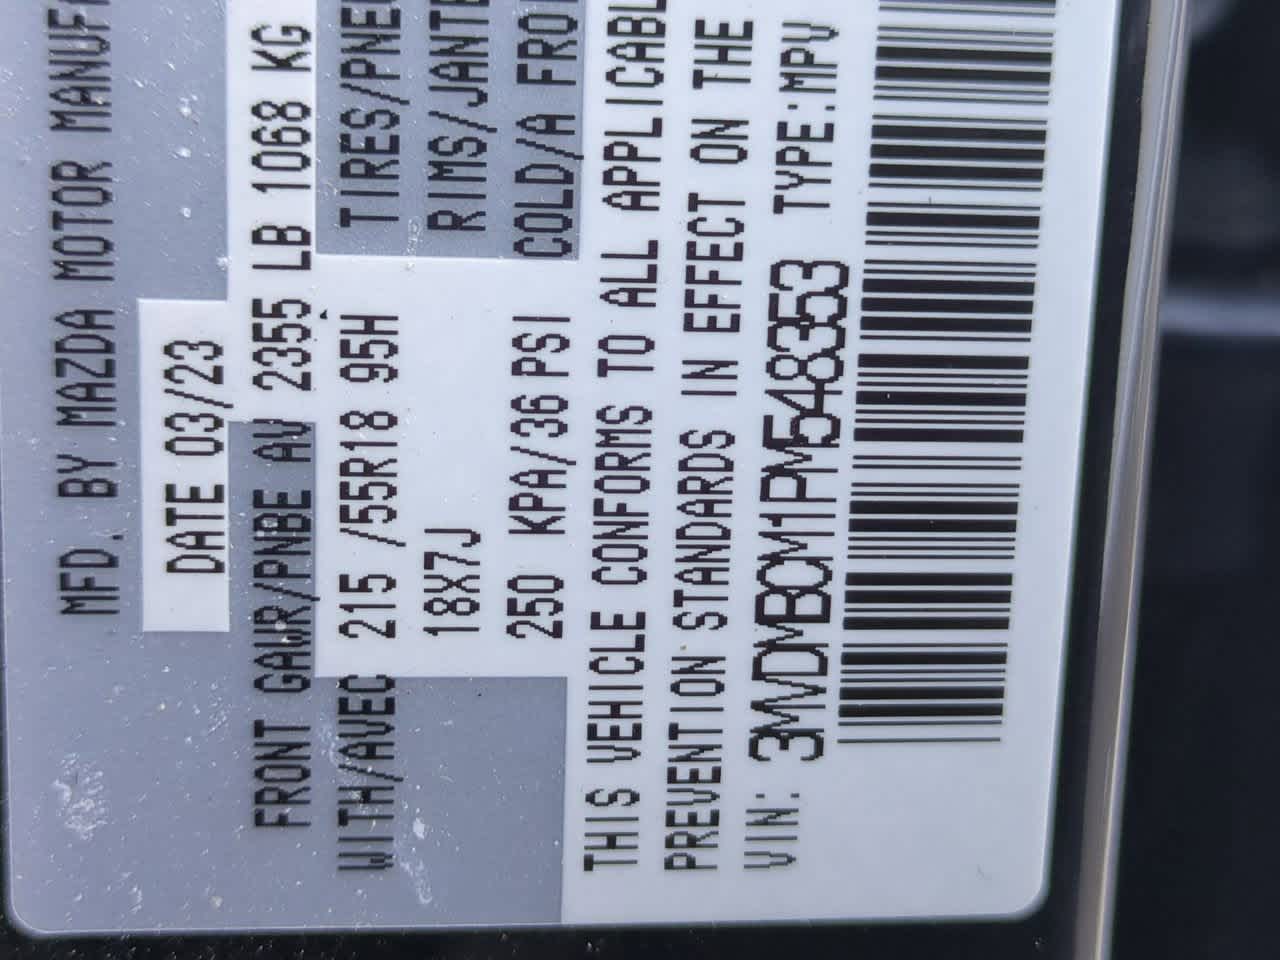 MFD. BY MAZDA MOTOR MANUF
DATE 03/23
FRONT GAWR/PNBE AV 2355 LB 1068 KG
WITH/AVEC 215 /55R18 95H TIRES/PNEU
18X7J RIMS/JANTE
250 KPA/36 PSI COLD/A FROI
THIS VEHICLE CONFORMS TO ALL APPLICABL
PREVENTION STANDARDS IN EFFECT ON THE
VIN: 3MVDMBCM1PM548353 TYPE:MPV